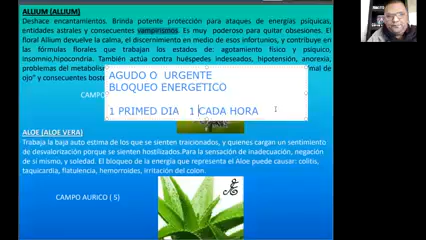 ALLIUM (ALLIUM)
Deshace encantamientos. Brinda potente protección para ataques de energías psíquicas,
entidades astrales y consecuentes vampirismos. Es muy poderoso para quitar obsesiones. El
floral Allium devuelve la calma, el discernimiento en medio de esos infortunios, y contribuye en
las fórmulas florales que trabajan los estados de: agotamiento físico y psíquico,
Insomnio,hipocondría. También actúa contra huéspedes indeseados, hipotensión, anorexia,
problemas del metabolism
mal de
ojo" y consecuentes boste
AGUDO O URGENTE
BLOQUEO ENERGETICO
1 PRIMED DIA 1 CADA HORA
CAMPO
ALOE (ALOE VERA)
Trabaja la baja auto estima de los que se sienten traicionados, y quienes cargan un sentimiento
de desvalorización porque se sienten hostilizados.Para la sensación de inadecuación, negación
de si mismo, y soledad. El bloqueo de la energía que representa el Aloe puede causar: colitis,
taquicardia, flatulencia, hemorroides, irritación del colon.
CAMPO AURICO ( 5)